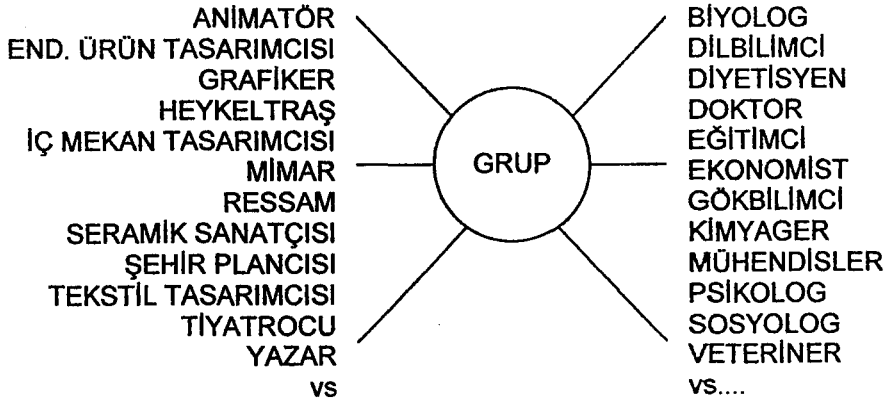 ANİMATÖR
END. ÜRÜN TASARIMCISI
GRAFİKER
HEYKELTRAŞ
İÇ MEKAN TASARIMCISI
MİMAR
RESSAM
SERAMİK SANATÇISI
ŞEHİR PLANCISI
TEKSTİL TASARIMCISI
TİYATROCU
YAZAR
vs
GRUP
BİYOLOG
DİLBİLİMCİ
DİYETİSYEN
DOKTOR
EĞİTİMCİ
EKONOMİST
GÖKBİLİMCİ
KİMYAGER
MÜHENDİSLER
PSİKOLOG
SOSYOLOG
VETERİNER
vs....